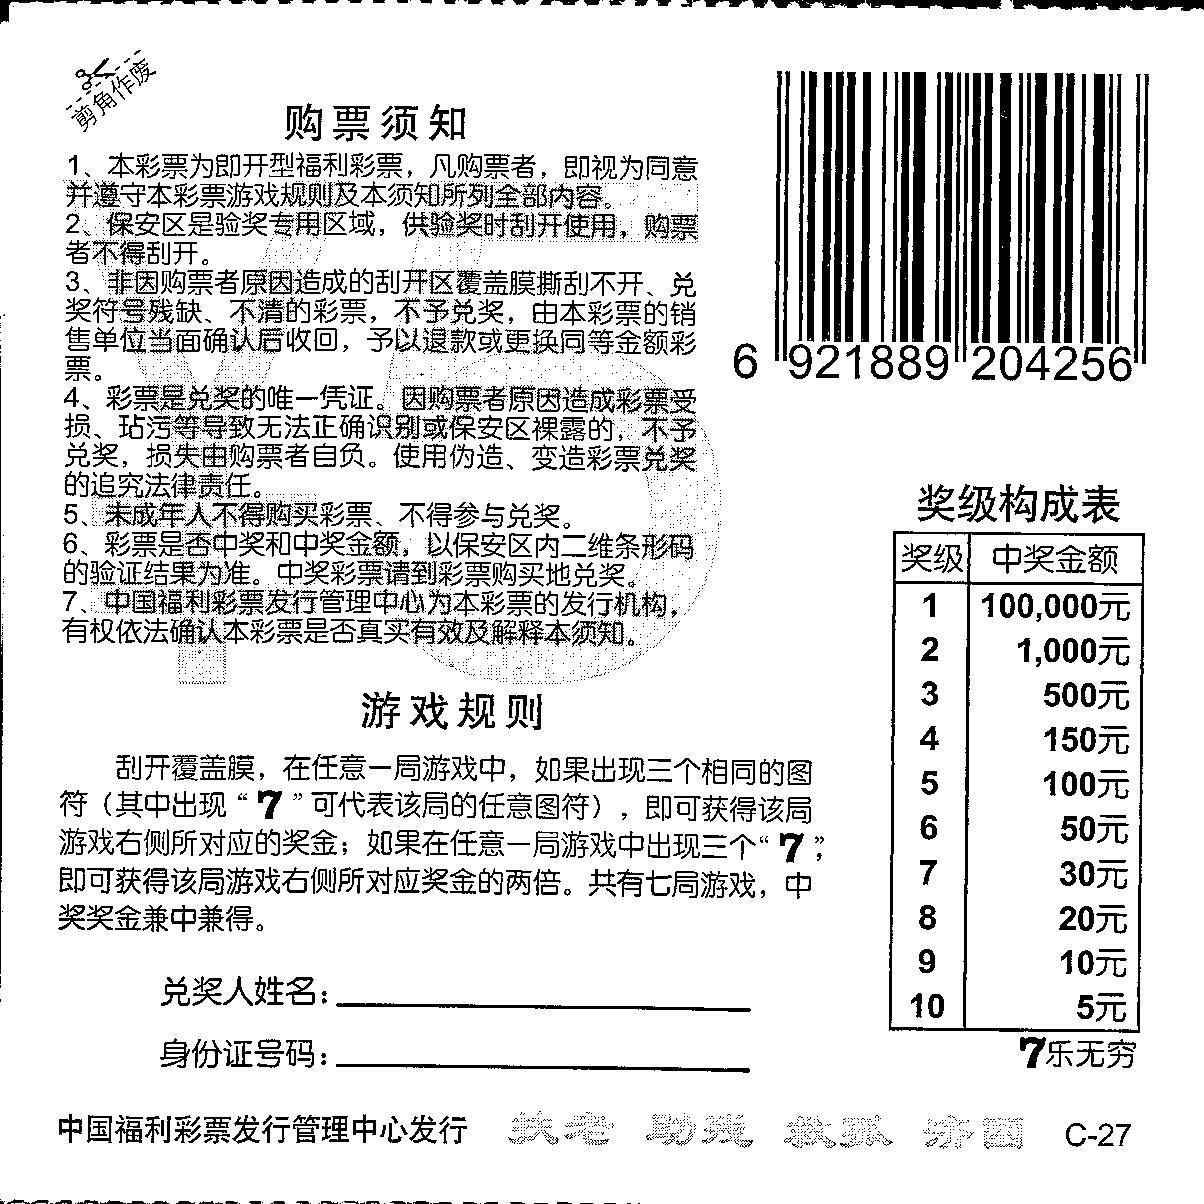 剪角作废
购票须知
1、本彩票为即开型福利彩票，凡购票者，即视为同意
并遵守本彩票游戏规则及本须知所列全部内容。
2、保安区是验奖专用区域，供验奖时刮开使用，购票
者不得刮开。
3、非因购票者原因造成的刮开区覆盖膜撕刮不开、兑
奖符号残缺、不清的彩票，不予兑奖，由本彩票的销
售单位当面确认后收回，予以退款或更换同等金额彩
票。
4、彩票是兑奖的唯一凭证。因购票者原因造成彩票受
损、玷污等导致无法正确识别或保安区裸露的，不予
兑奖，损失由购票者自负。使用伪造、变造彩票兑奖
的追究法律责任。
5、未成年人不得购买彩票、不得参与兑奖。
6、彩票是否中奖和中奖金额，以保安区内二维条形码
的验证结果为准。中奖彩票请到彩票购买地兑奖。
7、中国福利彩票发行管理中心为本彩票的发行机构，
有权依法确认本彩票是否真实有效及解释本须知。
游戏规则
刮开覆盖膜，在任意一局游戏中，如果出现三个相同的图
符（其中出现“7”可代表该局的任意图符），即可获得该局
游戏右侧所对应的奖金；如果在任意一局游戏中出现三个“7”，
即可获得该局游戏右侧所对应奖金的两倍。共有七局游戏，中
奖奖金兼中兼得。
兑奖人姓名：
身份证号码：
6 921889 204256
奖级构成表
奖级 中奖金额
1 100,000元
2 1,000元
3 500元
4 150元
5 100元
6 50元
7 30元
8 20元
9 10元
10 5元
7乐无穷
中国福利彩票发行管理中心发行 扶老 助残 救孤 济困 C-27